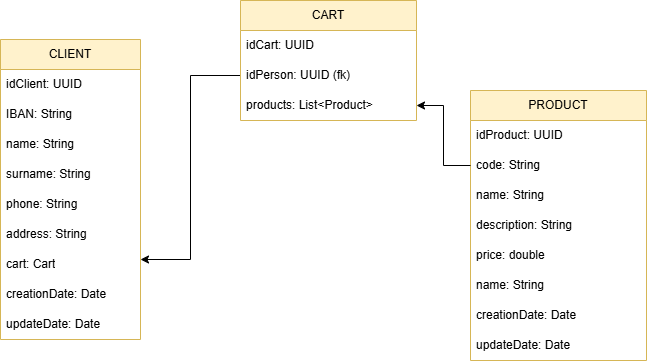 CLIENT
idClient: UUID
IBAN: String
name: String
surname: String
phone: String
address: String
cart: Cart
creationDate: Date
updateDate: Date
CART
idCart: UUID
idPerson: UUID (fk)
products: List<Product>
PRODUCT
idProduct: UUID
code: String
name: String
description: String
price: double
name: String
creationDate: Date
updateDate: Date